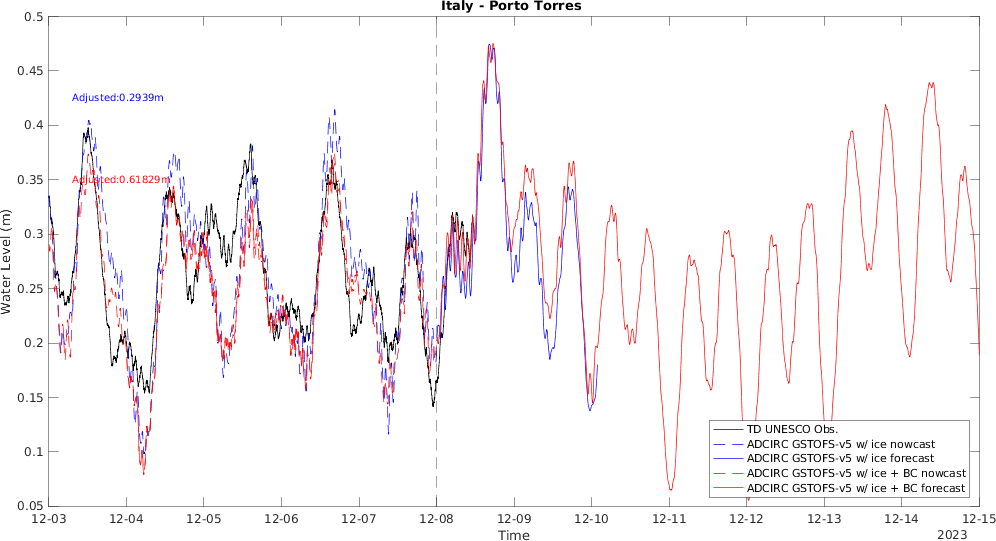 Italy - Porto Torres
0.5
0.45
0.4
0.35
0.3
0.25
0.2
0.15
0.1
0.05
Water Level (m)
Adjusted:0.2939m
Adjusted:0.61829m
TD UNESCO Obs.
ADCIRC GSTOFS-v5 w/ ice nowcast
ADCIRC GSTOFS-v5 w/ ice forecast
ADCIRC GSTOFS-v5 w/ ice + BC nowcast
ADCIRC GSTOFS-v5 w/ ice + BC forecast
12-03 12-04 12-05 12-06 12-07 12-08 12-09 12-10 12-11 12-12 12-13 12-14 12-15
Time
2023